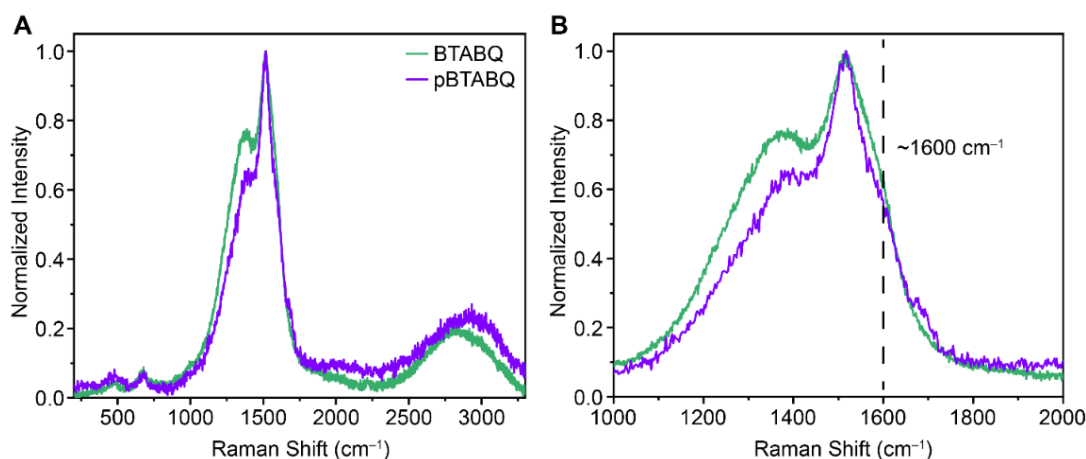 A
B
BTABQ
pBTABQ
~1600 cm⁻¹
Normalized Intensity
1.0
0.8
0.6
0.4
0.2
0.0
500 1000 1500 2000 2500 3000
Raman Shift (cm⁻¹)
Normalized Intensity
1.0
0.8
0.6
0.4
0.2
0.0
1000 1200 1400 1600 1800 2000
Raman Shift (cm⁻¹)